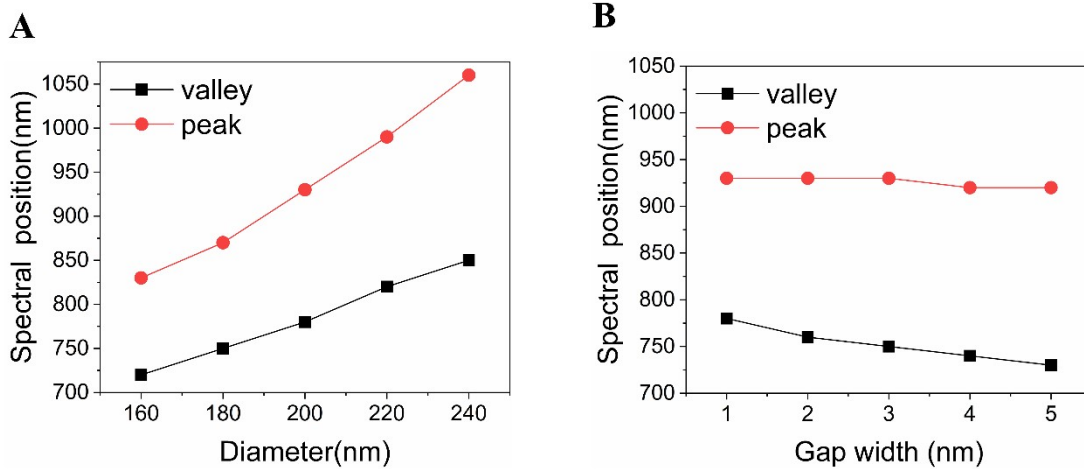 A
valley
peak
Spectral position(nm)
1050
1000
950
900
850
800
750
700
160 180 200 220 240
Diameter(nm)
B
valley
peak
Spectral position(nm)
1050
1000
950
900
850
800
750
700
1 2 3 4 5
Gap width (nm)